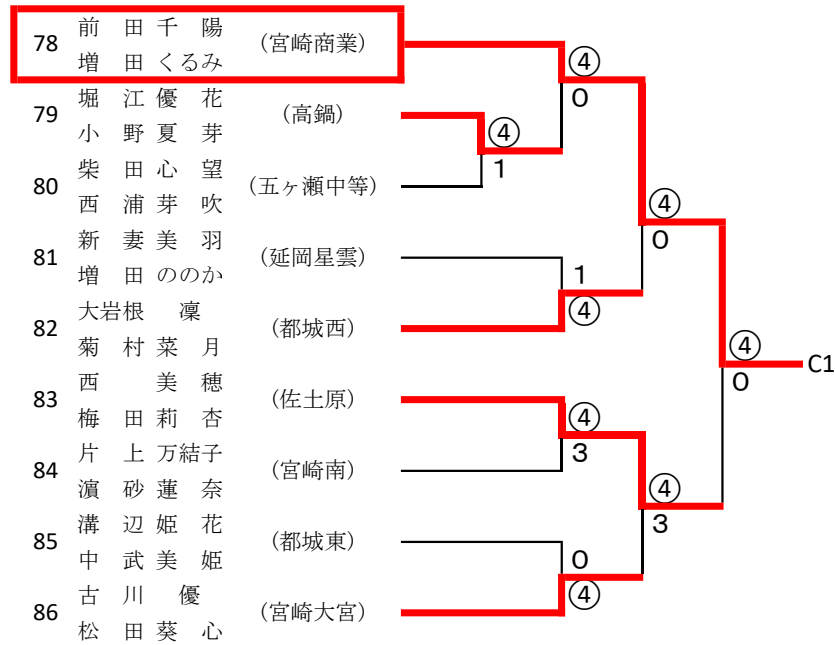 前 田 千 陽
78 (宮崎商業)
増 田 くるみ
④
0
堀 江 優 花
79 (高鍋)
小 野 夏 芽
④
1
柴 田 心 望
80 (五ヶ瀬中等)
西 浦 芽 吹
④
0
新 妻 美 羽
81 (延岡星雲)
増 田 ののか
1
④
大岩根 凜
82 (都城西)
菊 村 菜 月
④
0
C1
西 美 穂
83 (佐土原)
梅 田 莉 杏
④
3
片 上 万結子
84 (宮崎南)
濵 砂 蓮 奈
④
3
溝 辺 姫 花
85 (都城東)
中 武 美 姫
0
④
古 川 優
86 (宮崎大宮)
松 田 葵 心